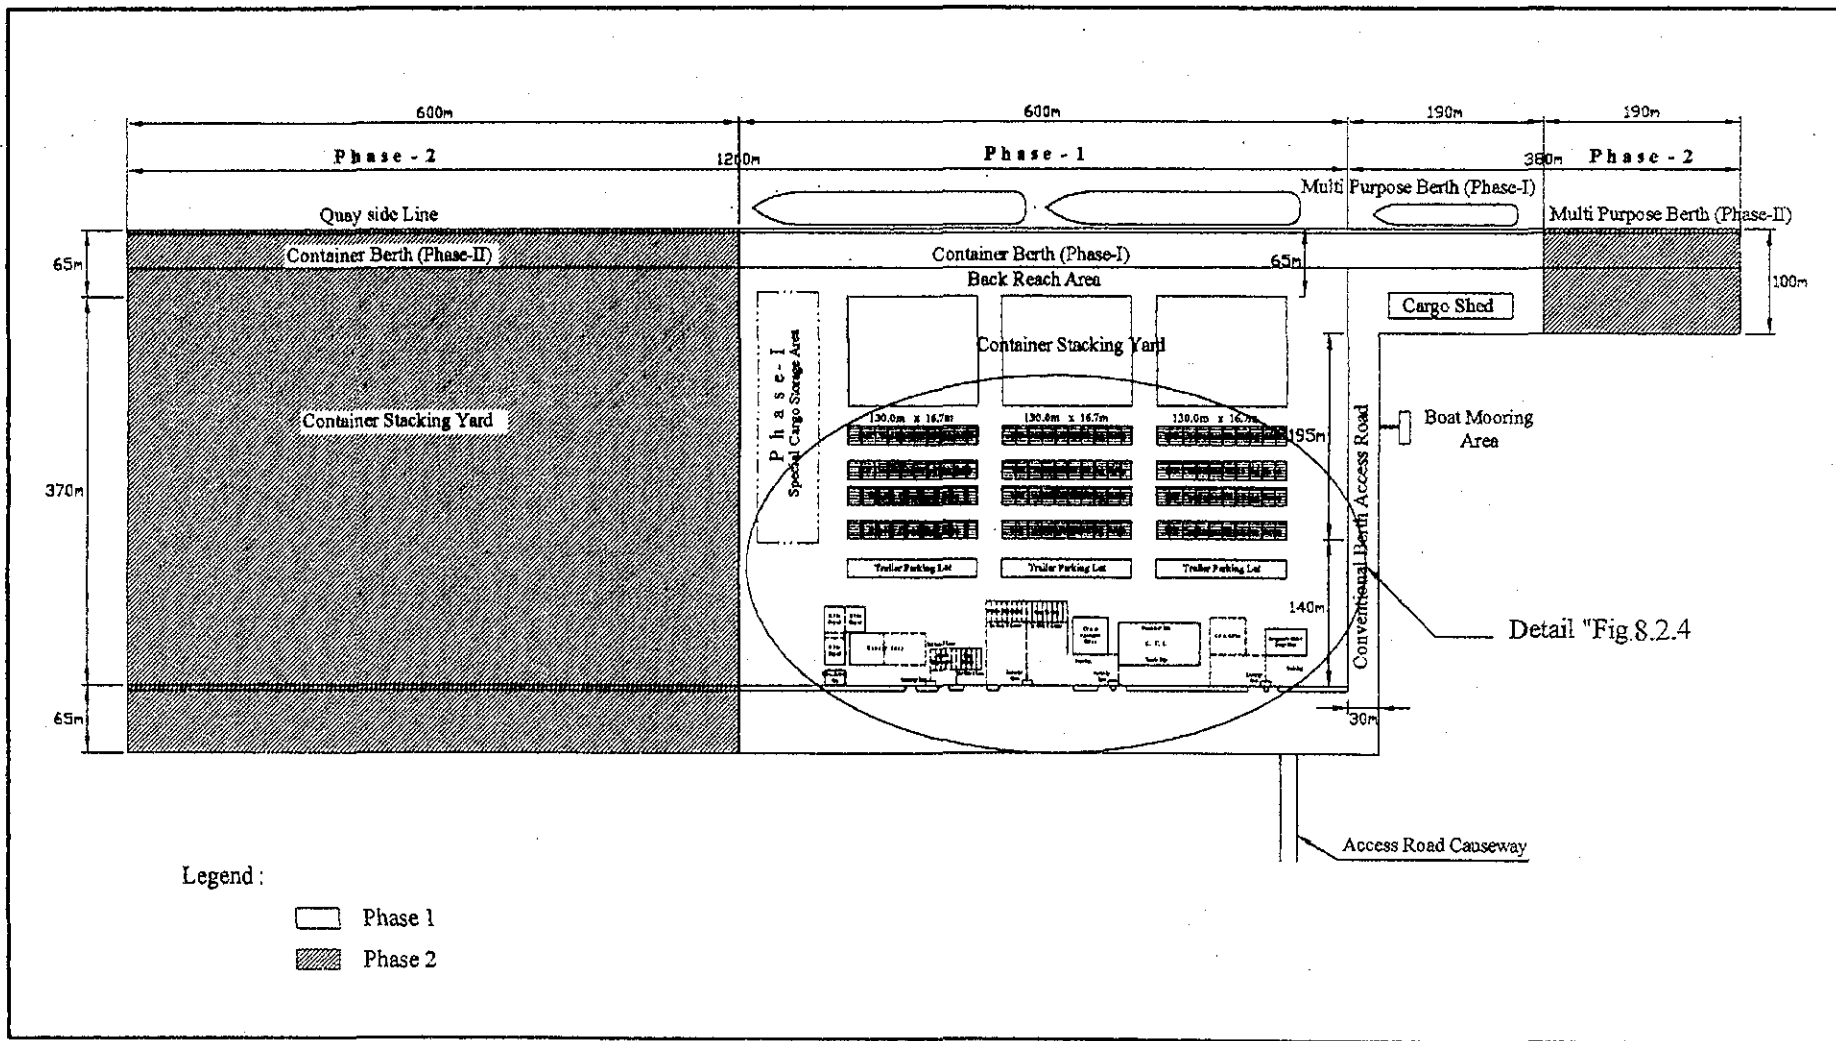 600m 600m 190m 190m
Phase - 2 1200m Phase - 1 380m Phase - 2
Multi Purpose Berth (Phase-I)
Quay side Line Multi Purpose Berth (Phase-II)
65m Container Berth (Phase-II) Container Berth (Phase-I) 65m
Back Reach Area 100m
Cargo Shed
Phase-I
Special Cargo Storage Area
Container Stacking Yard
130.0m x 16.7m 130.0m x 16.7m 130.0m x 16.7m
Container Stacking Yard
195m
Boat Mooring
Area
370m
Conventional Berth Access Road
Trailer Parking Lot Trailer Parking Lot Trailer Parking Lot
140m
Detail "Fig.8.2.4
65m
30m
Access Road Causeway
Legend :
Phase 1
Phase 2